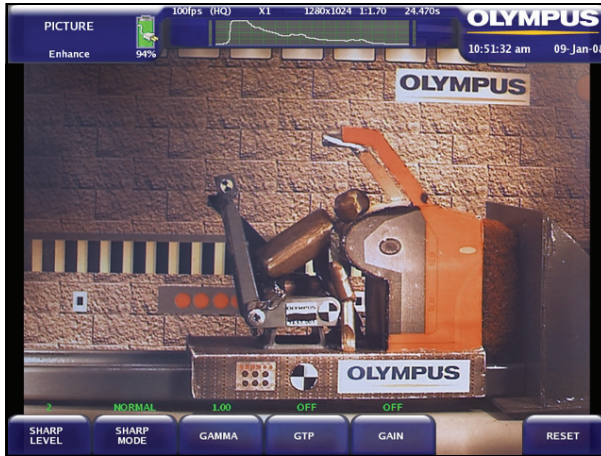 PICTURE
Enhance
94%
100fps (HQ) X1 1280x1024 1:1.70 24.470s
OLYMPUS
10:51:32 am 09-Jan-08
OLYMPUS
OLYMPUS
OLYMPUS
2 NORMAL 1.00 OFF OFF
SHARP LEVEL
SHARP MODE
GAMMA
GTP
GAIN
RESET